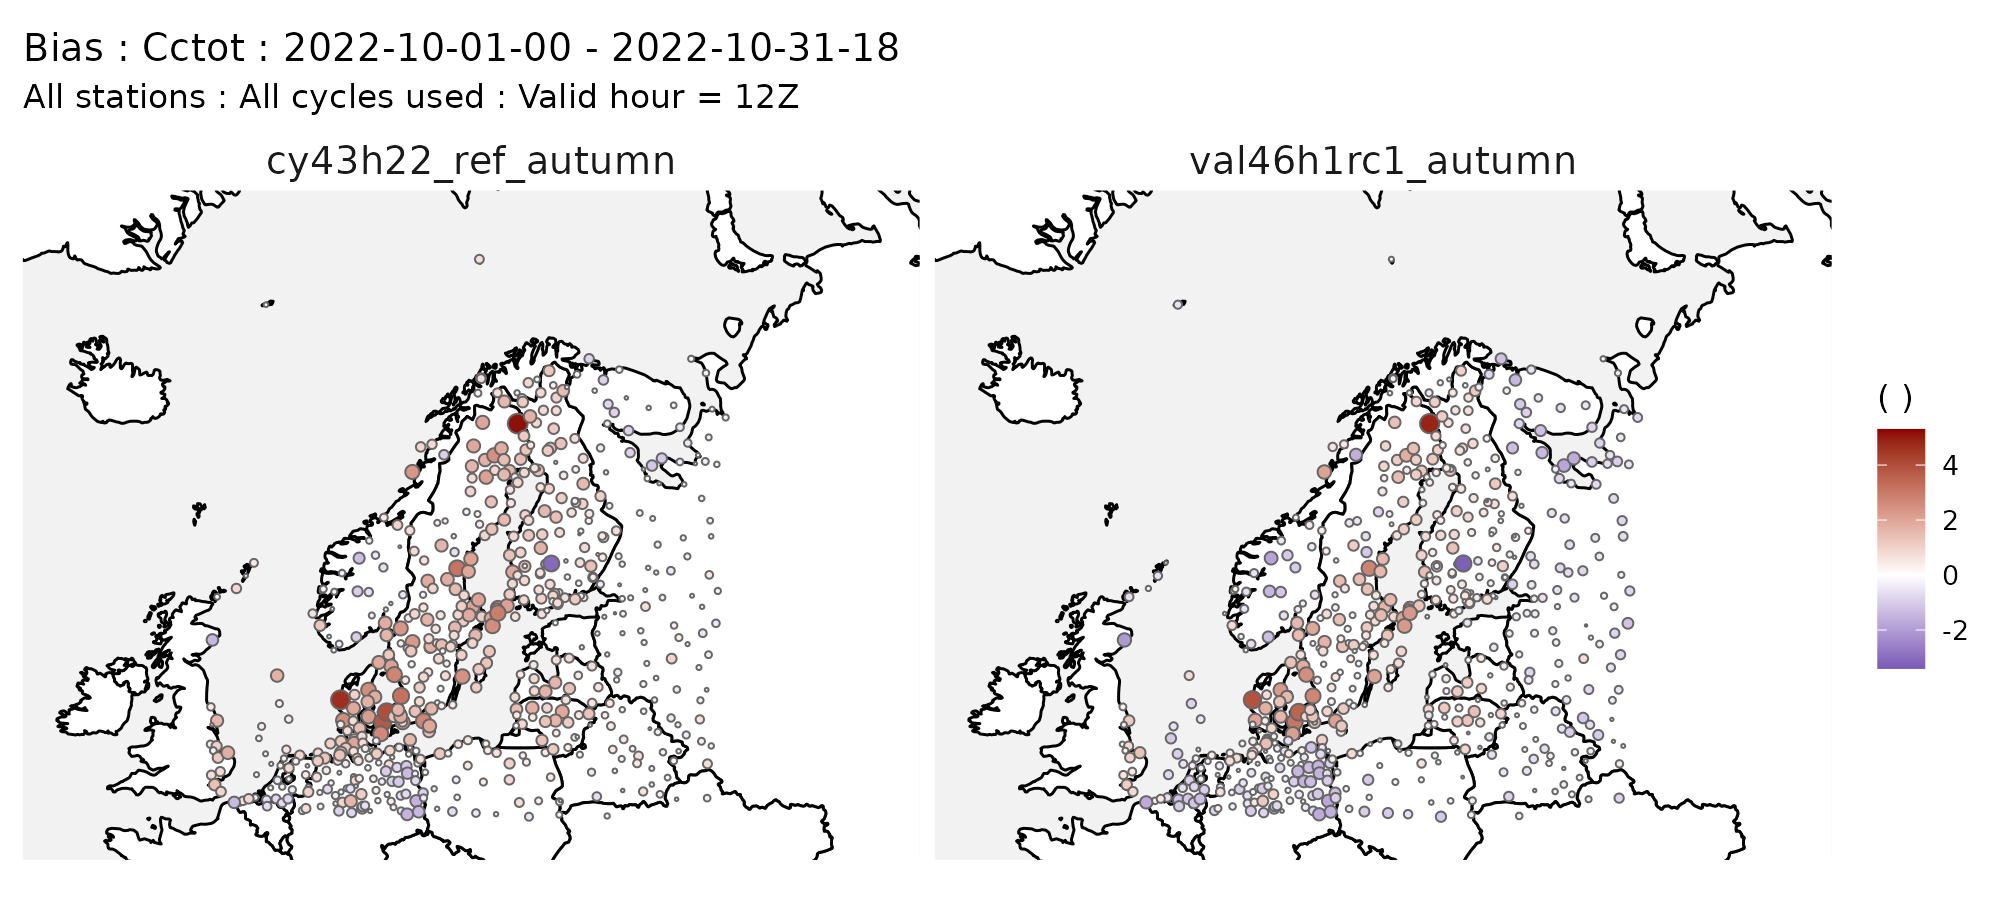 Bias : Cctot : 2022-10-01-00 - 2022-10-31-18
All stations : All cycles used : Valid hour = 12Z
cy43h22_ref_autumn
val46h1rc1_autumn
( )
4
2
0
-2